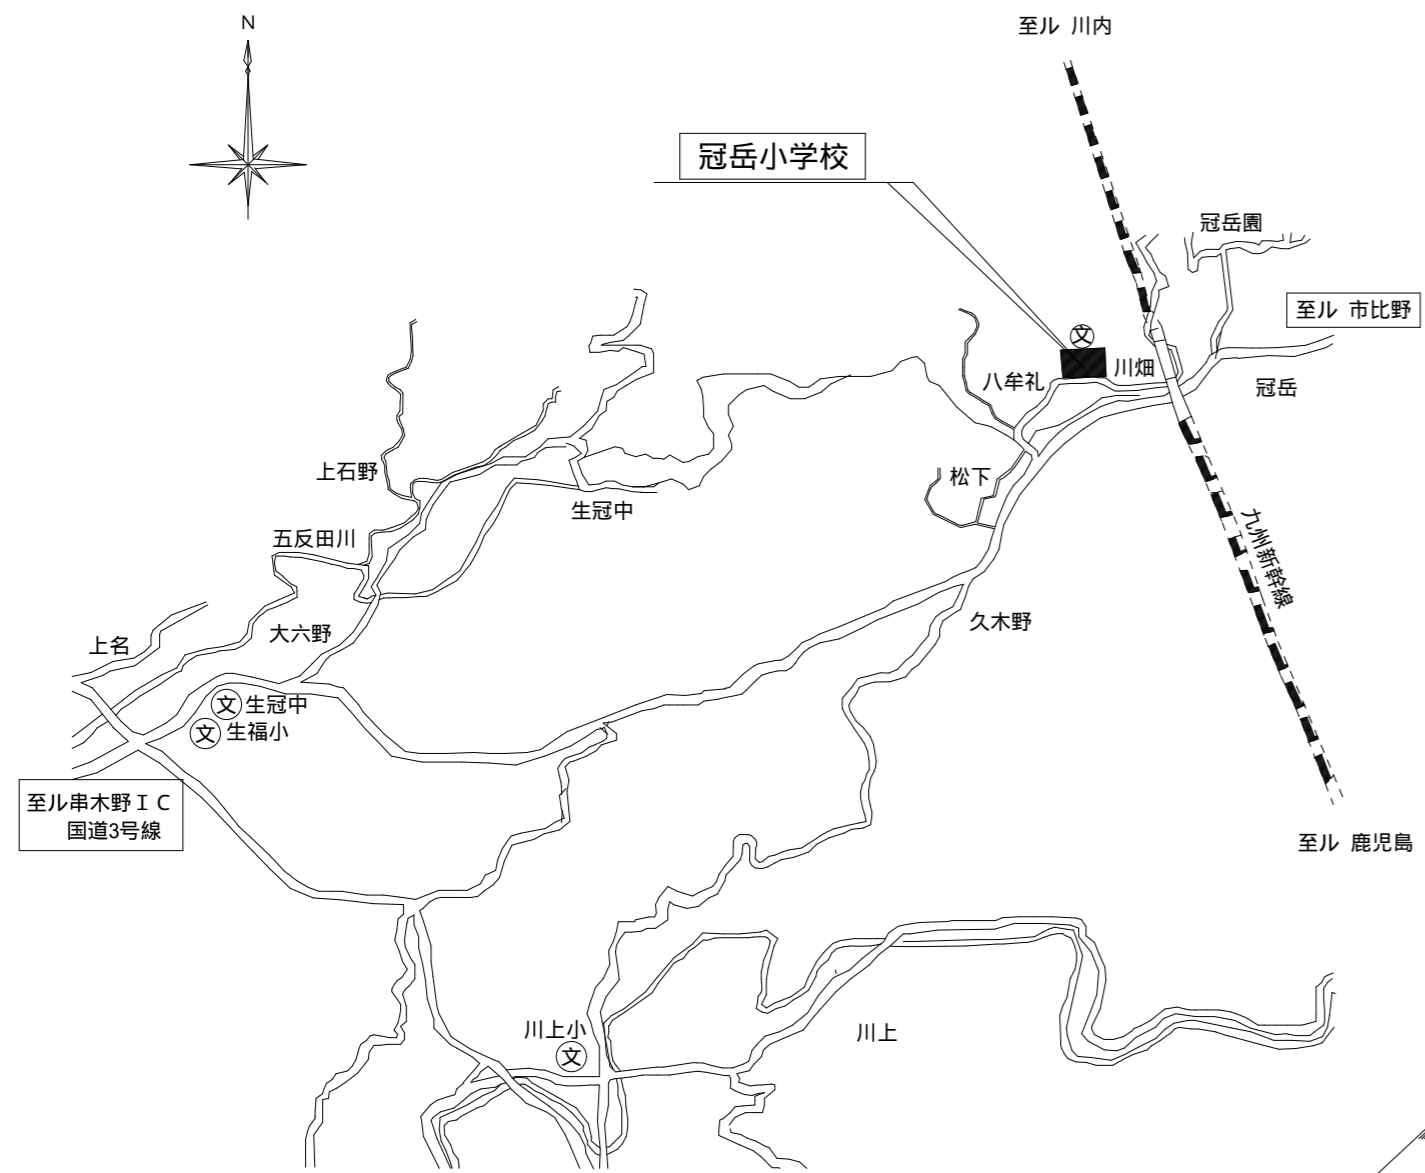 N
至ル 川内
冠岳小学校
冠岳園
至ル 市比野
文
川畑
八牟礼
冠岳
上石野
松下
生冠中
五反田川
九州新幹線
久木野
大六野
上名
文 生冠中
文 生福小
至ル串木野ＩＣ
国道3号線
至ル 鹿児島
川上小
文
川上